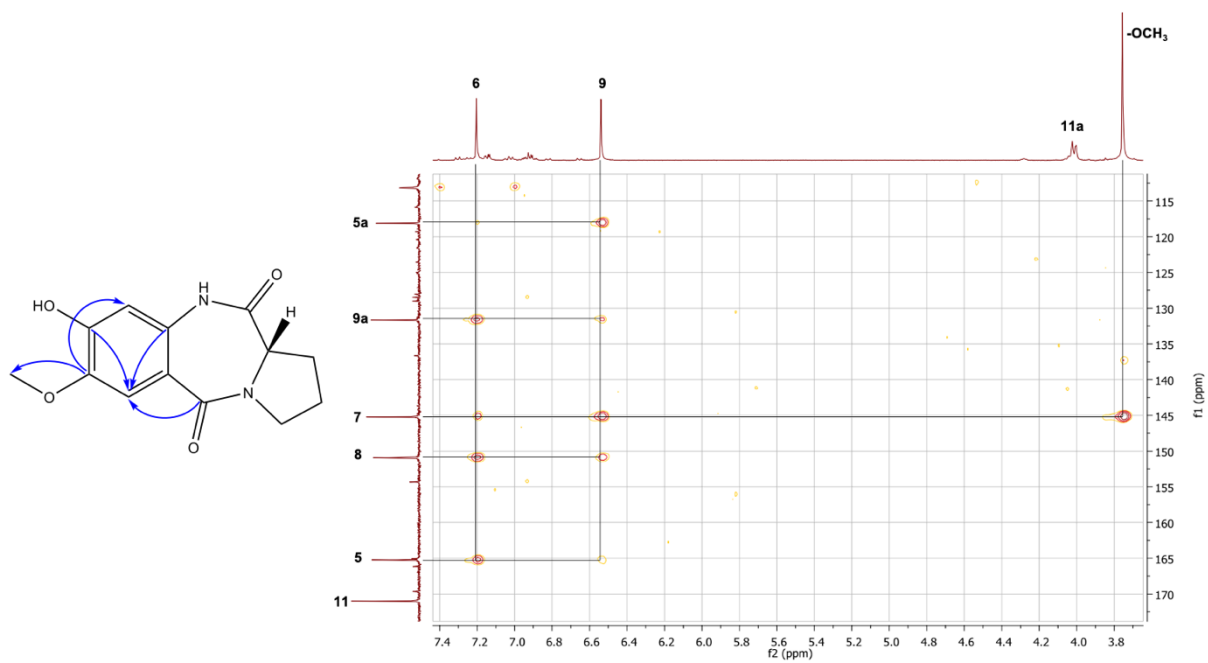 -OCH₃
6
9
11a
5a
9a
7
8
5
11
115
120
125
130
135
140
145
150
155
160
165
170
f1 (ppm)
7.4 7.2 7.0 6.8 6.6 6.4 6.2 6.0 5.8 5.6 5.4 5.2 5.0 4.8 4.6 4.4 4.2 4.0 3.8
f2 (ppm)
H
N
O
HO
H
O
N
O